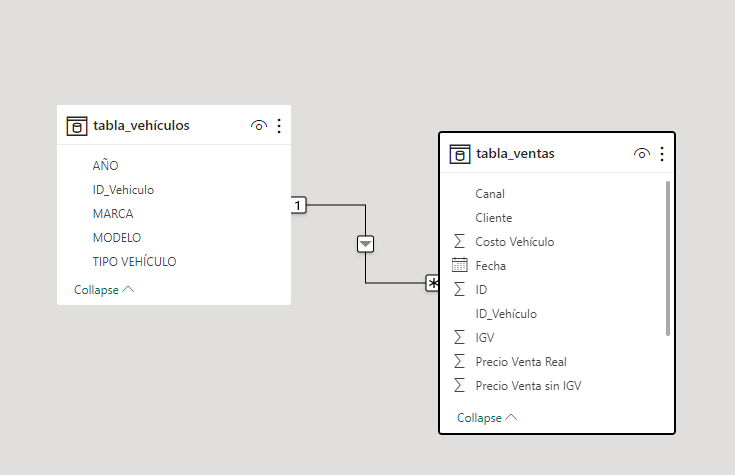 tabla_vehículos
AÑO
ID_Vehiculo
MARCA
MODELO
TIPO VEHÍCULO
Collapse
1
*
tabla_ventas
Canal
Cliente
Costo Vehículo
Fecha
ID
ID_Vehículo
IGV
Precio Venta Real
Precio Venta sin IGV
Collapse